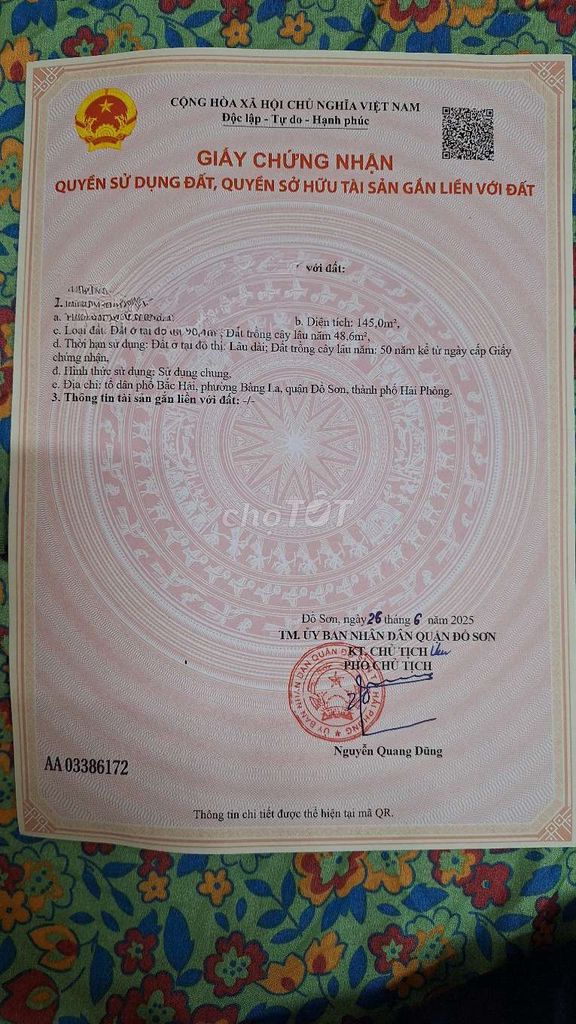 CỘNG HÒA XÃ HỘI CHỦ NGHĨA VIỆT NAM
Độc lập - Tự do - Hạnh phúc
GIẤY CHỨNG NHẬN
QUYỀN SỬ DỤNG ĐẤT, QUYỀN SỞ HỮU TÀI SẢN GẮN LIỀN VỚI ĐẤT
với đất:
2.
a. b. Diện tích: 145,0m²,
c. Loại đất: Đất ở tại đô thị 96,4m²; Đất trồng cây lâu năm 48,6m²,
d. Thời hạn sử dụng: Đất ở tại đô thị: Lâu dài; Đất trồng cây lâu năm: 50 năm kể từ ngày cấp Giấy
chứng nhận,
đ. Hình thức sử dụng: Sử dụng chung,
e. Địa chỉ: tổ dân phố Bắc Hải, phường Bàng La, quận Đồ Sơn, thành phố Hải Phòng.
3. Thông tin tài sản gắn liền với đất: -/-
chợTỐT
Đồ Sơn, ngày 26 tháng 6 năm 2025
TM. ỦY BAN NHÂN DÂN QUẬN ĐỒ SƠN
KT. CHỦ TỊCH
PHÓ CHỦ TỊCH
Nguyễn Quang Dũng
AA 03386172
Thông tin chi tiết được thể hiện tại mã QR.